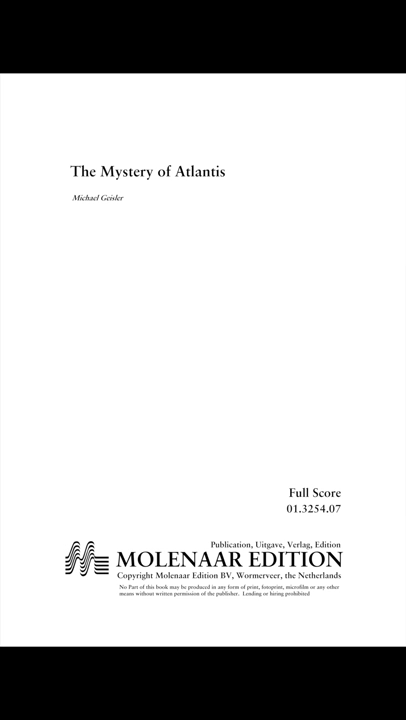 The Mystery of Atlantis
Michael Geisler
Full Score
01.3254.07
Publication, Uitgave, Verlag, Edition
MOLENAAR EDITION
Copyright Molenaar Edition BV, Wormerveer, the Netherlands
No Part of this book may be produced in any form of print, fotoprint, microfilm or any other
means without written permission of the publisher. Lending or hiring prohibited